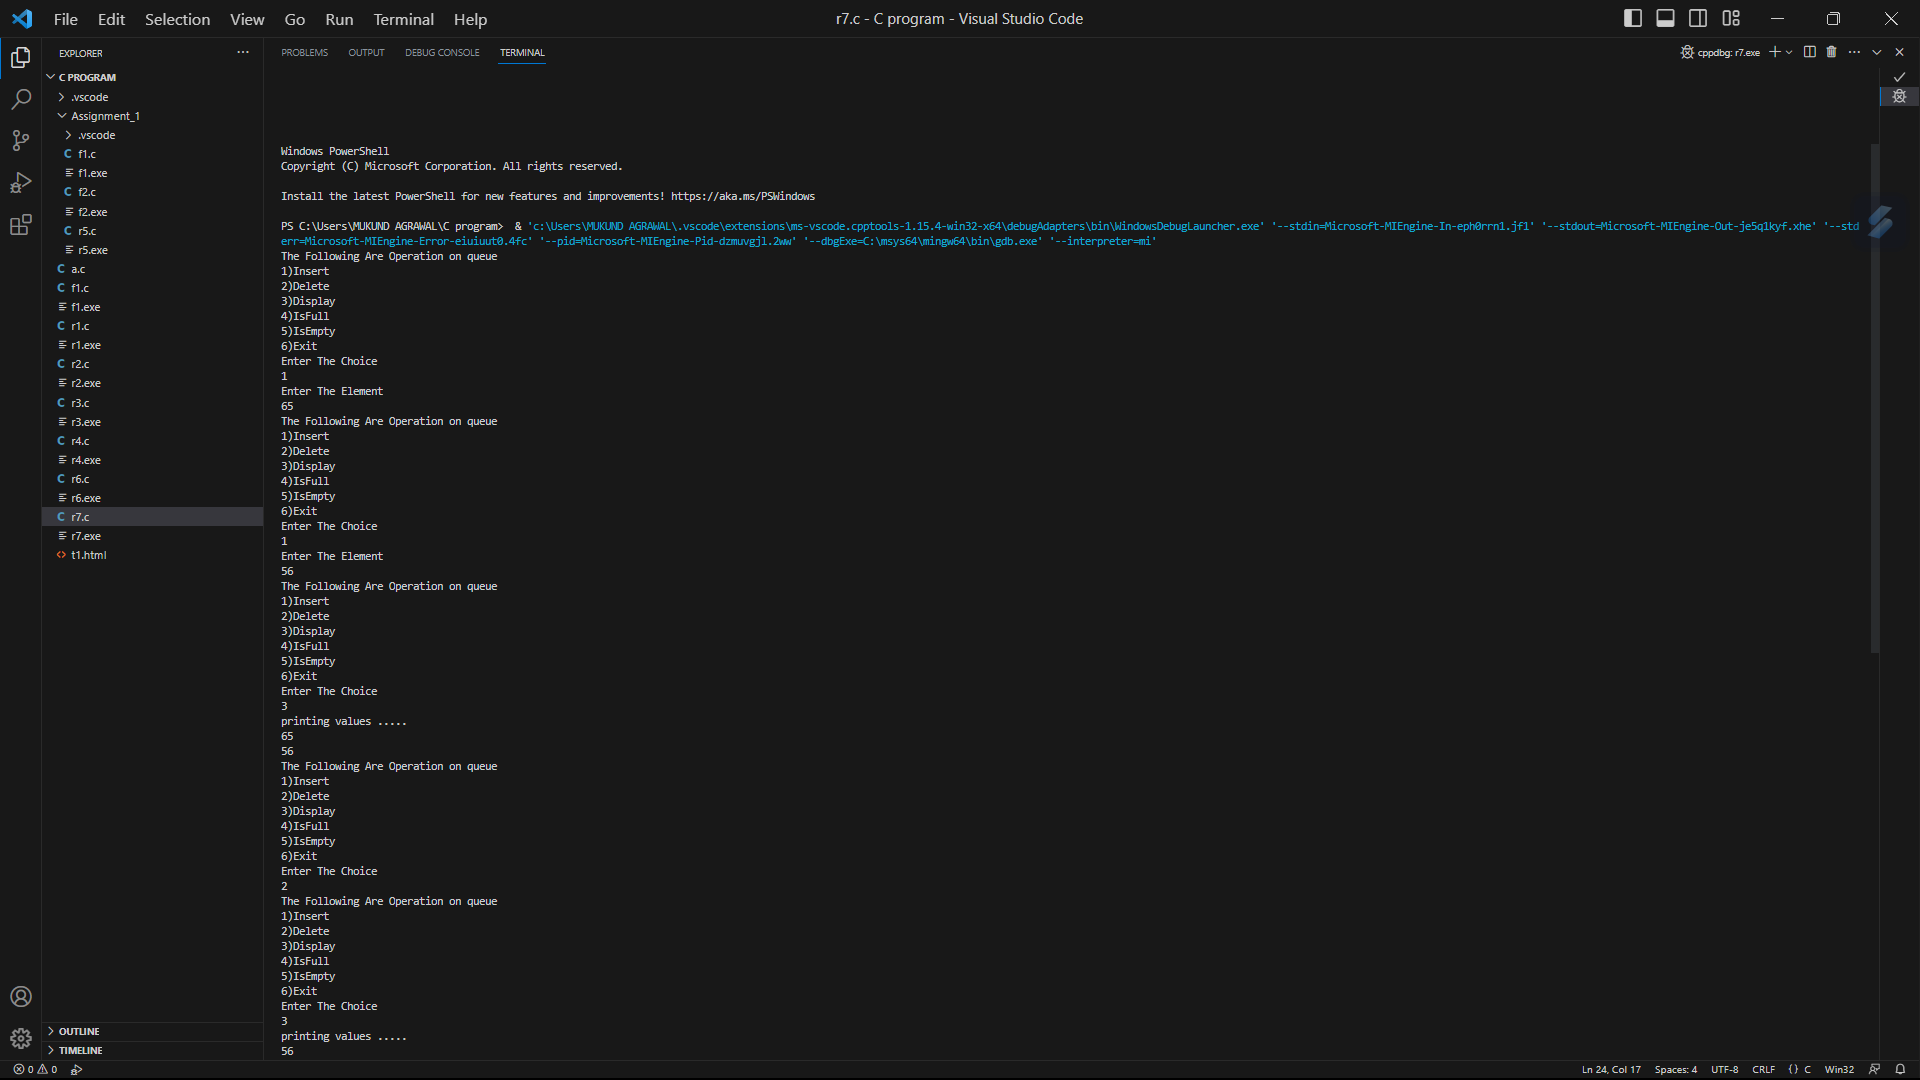 File Edit Selection View Go Run Terminal Help
r7.c - C program - Visual Studio Code
EXPLORER
C PROGRAM
.vscode
Assignment_1
.vscode
C f1.c
f1.exe
C f2.c
f2.exe
C r5.c
r5.exe
C a.c
C f1.c
f1.exe
C r1.c
r1.exe
C r2.c
r2.exe
C r3.c
r3.exe
C r4.c
r4.exe
C r6.c
r6.exe
C r7.c
r7.exe
t1.html
OUTLINE
TIMELINE
PROBLEMS OUTPUT DEBUG CONSOLE TERMINAL
cppdbg: r7.exe
Windows PowerShell
Copyright (C) Microsoft Corporation. All rights reserved.
Install the latest PowerShell for new features and improvements! https://aka.ms/PSWindows
PS C:\Users\MUKUND AGRAWAL\C program>  & 'c:\Users\MUKUND AGRAWAL\.vscode\extensions\ms-vscode.cpptools-1.15.4-win32-x64\debugAdapters\bin\WindowsDebugLauncher.exe' '--stdin=Microsoft-MIEngine-In-eph0rrn1.jf1' '--stdout=Microsoft-MIEngine-Out-je5q1kyf.xhe' '--std
err=Microsoft-MIEngine-Error-eiuiuut0.4fc' '--pid=Microsoft-MIEngine-Pid-dzmuvgjl.2ww' '--dbgExe=C:\msys64\mingw64\bin\gdb.exe' '--interpreter=mi'
The Following Are Operation on queue
1)Insert
2)Delete
3)Display
4)IsFull
5)IsEmpty
6)Exit
Enter The Choice
1
Enter The Element
65
The Following Are Operation on queue
1)Insert
2)Delete
3)Display
4)IsFull
5)IsEmpty
6)Exit
Enter The Choice
1
Enter The Element
56
The Following Are Operation on queue
1)Insert
2)Delete
3)Display
4)IsFull
5)IsEmpty
6)Exit
Enter The Choice
3
printing values .....
65
56
The Following Are Operation on queue
1)Insert
2)Delete
3)Display
4)IsFull
5)IsEmpty
6)Exit
Enter The Choice
2
The Following Are Operation on queue
1)Insert
2)Delete
3)Display
4)IsFull
5)IsEmpty
6)Exit
Enter The Choice
3
printing values .....
56
0 0
Ln 24, Col 17 Spaces: 4 UTF-8 CRLF {} C Win32